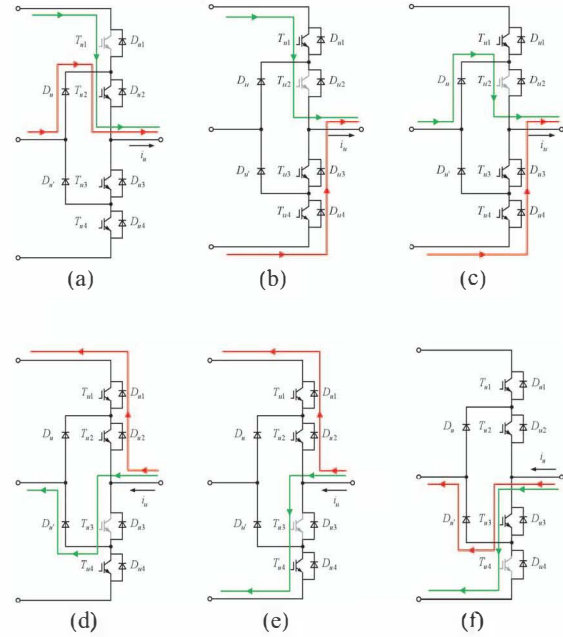 Tu1 Du1
Du Tu2 Du2
iu
Du' Tu3 Du3
Tu4 Du4
(a)
Tu1 Du1
Du Tu2 Du2
iu
Du' Tu3 Du3
Tu4 Du4
(b)
Tu1 Du1
Du Tu2 Du2
iu
Du' Tu3 Du3
Tu4 Du4
(c)
Tu1 Du1
Du Tu2 Du2
iu
Du' Tu3 Du3
Tu4 Du4
(d)
Tu1 Du1
Du Tu2 Du2
iu
Du' Tu3 Du3
Tu4 Du4
(e)
Tu1 Du1
Du Tu2 Du2
iu
Du' Tu3 Du3
Tu4 Du4
(f)